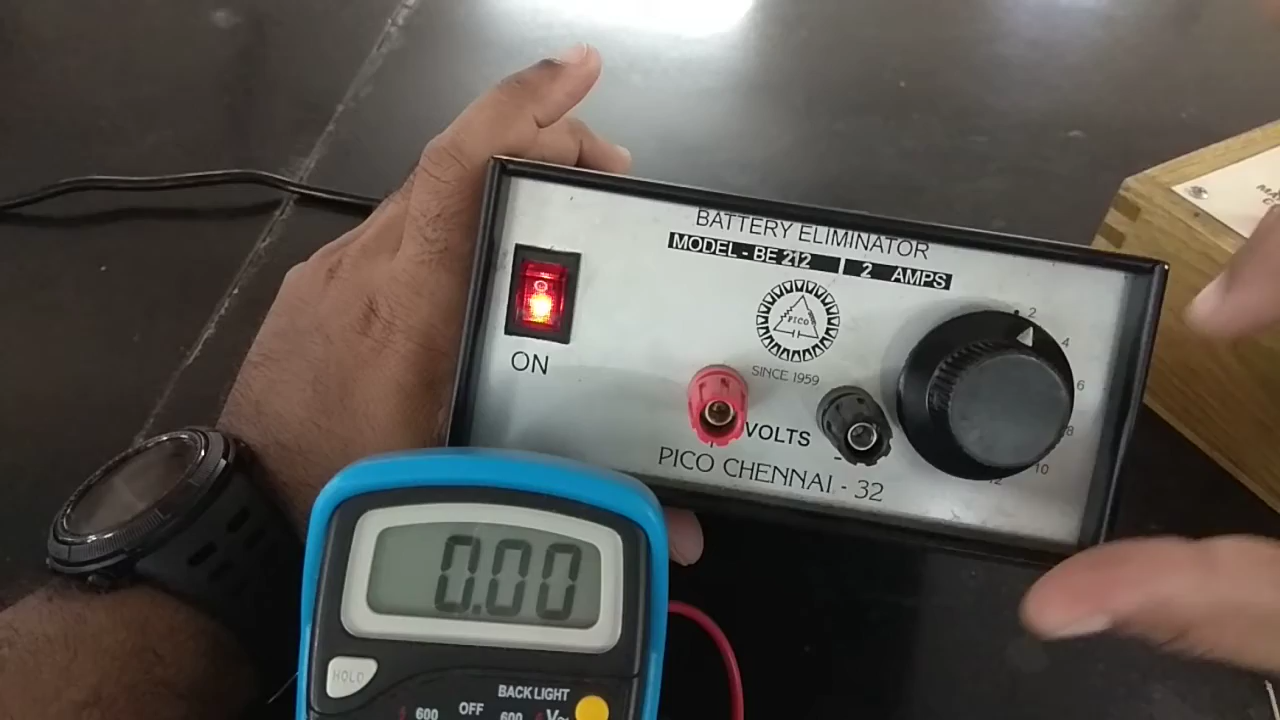 BATTERY ELIMINATOR
MODEL - BE 212 2 AMPS
PICO
SINCE 1959
ON
+ VOLTS -
PICO CHENNAI - 32
2
4
6
8
10
12
0.00
HOLD
BACK LIGHT
OFF
600
600 V~